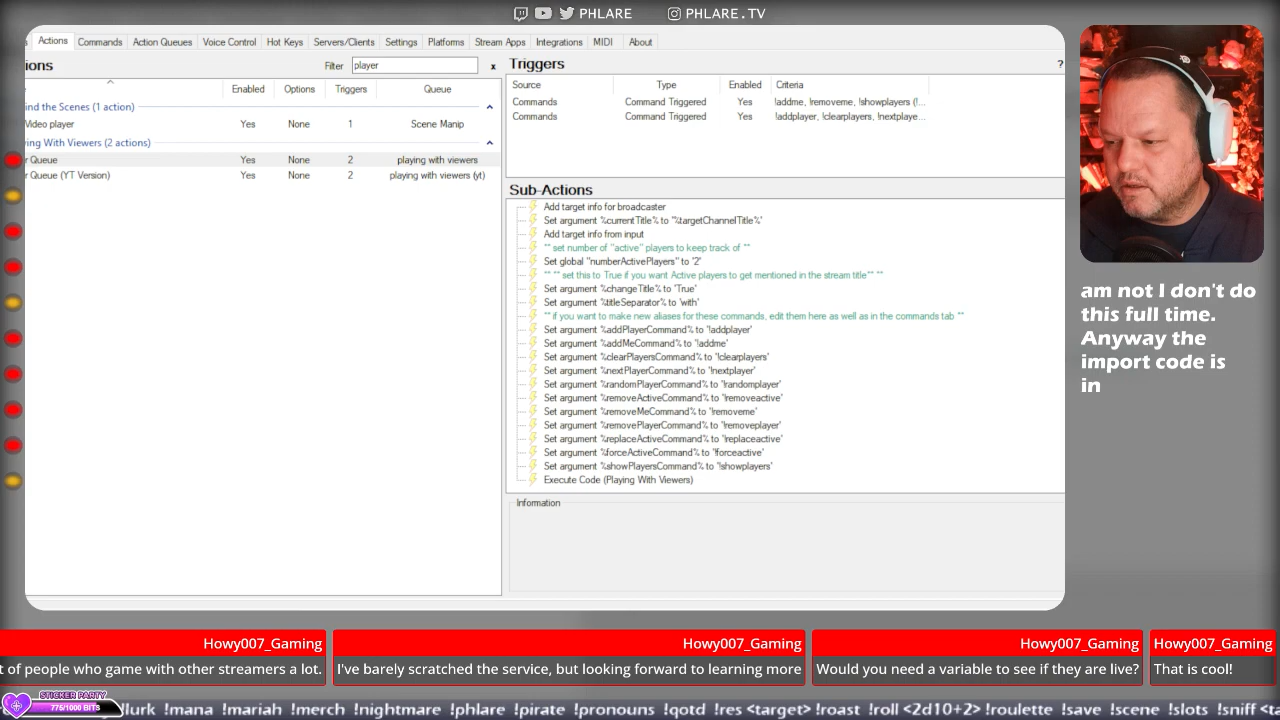 PHLARE PHLARE.TV
s Actions Commands Action Queues Voice Control Hot Keys Servers/Clients Settings Platforms Stream Apps Integrations MIDI About
ions Filter player x
Enabled Options Triggers Queue
ind the Scenes (1 action)
Video player Yes None 1 Scene Manip
ying With Viewers (2 actions)
r Queue Yes None 2 playing with viewers
r Queue (YT Version) Yes None 2 playing with viewers (yt)
Triggers ?
Source Type Enabled Criteria
Commands Command Triggered Yes !addme, !removeme, !showplayers (!...
Commands Command Triggered Yes !addplayer, !clearplayers, !nextplaye...
Sub-Actions
Add target info for broadcaster
Set argument %currentTitle% to "%targetChannelTitle%'
Add target info from input
** set number of "active" players to keep track of **
Set global "numberActivePlayers" to '2'
** ** set this to True if you want Active players to get mentioned in the stream title** **
Set argument %changeTitle% to 'True'
Set argument %titleSeparator% to 'with'
** if you want to make new aliases for these commands, edit them here as well as in the commands tab **
Set argument %addPlayerCommand% to '!addplayer'
Set argument %addMeCommand% to '!addme'
Set argument %clearPlayersCommand% to '!clearplayers'
Set argument %nextPlayerCommand% to '!nextplayer'
Set argument %randomPlayerCommand% to '!randomplayer'
Set argument %removeActiveCommand% to '!removeactive'
Set argument %removeMeCommand% to '!removeme'
Set argument %removePlayerCommand% to '!removeplayer'
Set argument %replaceActiveCommand% to '!replaceactive'
Set argument %forceActiveCommand% to '!forceactive'
Set argument %showPlayersCommand% to '!showplayers'
Execute Code (Playing With Viewers)
Information
am not I don't do
this full time.
Anyway the
import code is
in
Howy007_Gaming Howy007_Gaming Howy007_Gaming Howy007_Gaming
t of people who game with other streamers a lot. I've barely scratched the service, but looking forward to learning more Would you need a variable to see if they are live? That is cool!
STICKER PARTY
775/1000 BITS
!lurk !mana !mariah !merch !nightmare !phlare !pirate !pronouns !qotd !res <target> !roast !roll <2d10+2> !roulette !save !scene !slots !sniff <ta